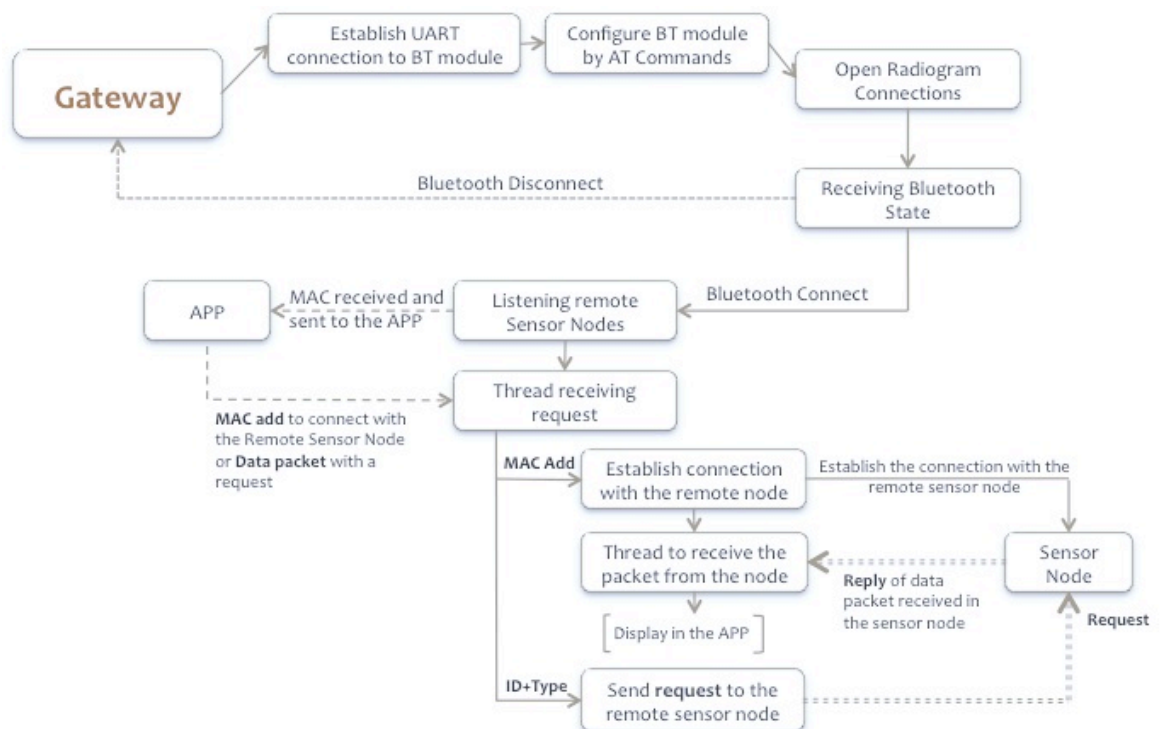 Gateway
Establish UART
connection to BT module
Configure BT module
by AT Commands
Open Radiogram
Connections
Bluetooth Disconnect
Receiving Bluetooth
State
Bluetooth Connect
APP
MAC received and
sent to the APP
Listening remote
Sensor Nodes
Thread receiving
request
MAC add to connect with
the Remote Sensor Node
or Data packet with a
request
MAC Add
Establish connection
with the remote node
Establish the connection with the
remote sensor node
Thread to receive the
packet from the node
Sensor
Node
Reply of data
packet received in
the sensor node
Request
[Display in the APP]
ID+Type
Send request to the
remote sensor node